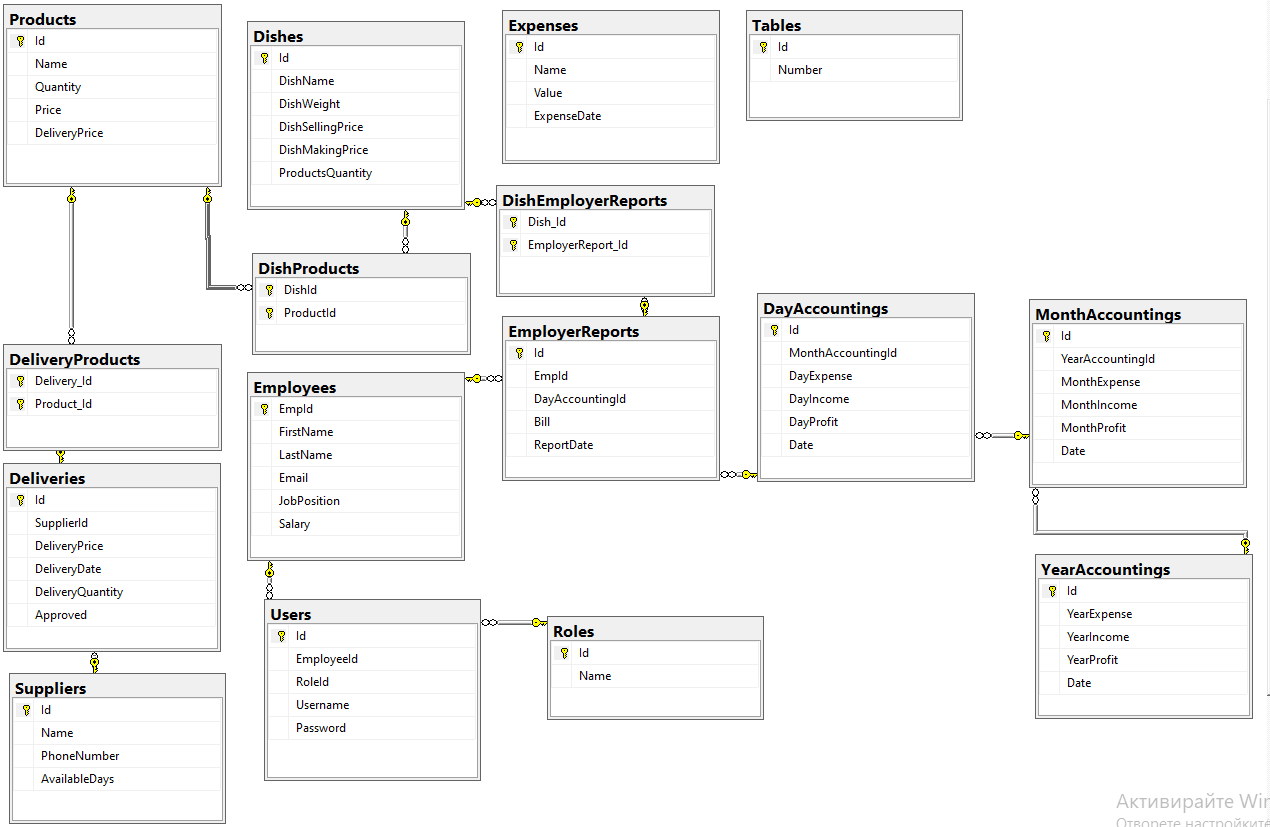 Products
Id
Name
Quantity
Price
DeliveryPrice
Dishes
Id
DishName
DishWeight
DishSellingPrice
DishMakingPrice
ProductsQuantity
Expenses
Id
Name
Value
ExpenseDate
Tables
Id
Number
DishEmployerReports
Dish_Id
EmployerReport_Id
DishProducts
DishId
ProductId
DeliveryProducts
Delivery_Id
Product_Id
Employees
EmpId
FirstName
LastName
Email
JobPosition
Salary
EmployerReports
Id
EmpId
DayAccountingId
Bill
ReportDate
DayAccountings
Id
MonthAccountingId
DayExpense
DayIncome
DayProfit
Date
MonthAccountings
Id
YearAccountingId
MonthExpense
MonthIncome
MonthProfit
Date
Deliveries
Id
SupplierId
DeliveryPrice
DeliveryDate
DeliveryQuantity
Approved
YearAccountings
Id
YearExpense
YearIncome
YearProfit
Date
Users
Id
EmployeeId
RoleId
Username
Password
Roles
Id
Name
Suppliers
Id
Name
PhoneNumber
AvailableDays
Активирайте Wir
Отворете настройките